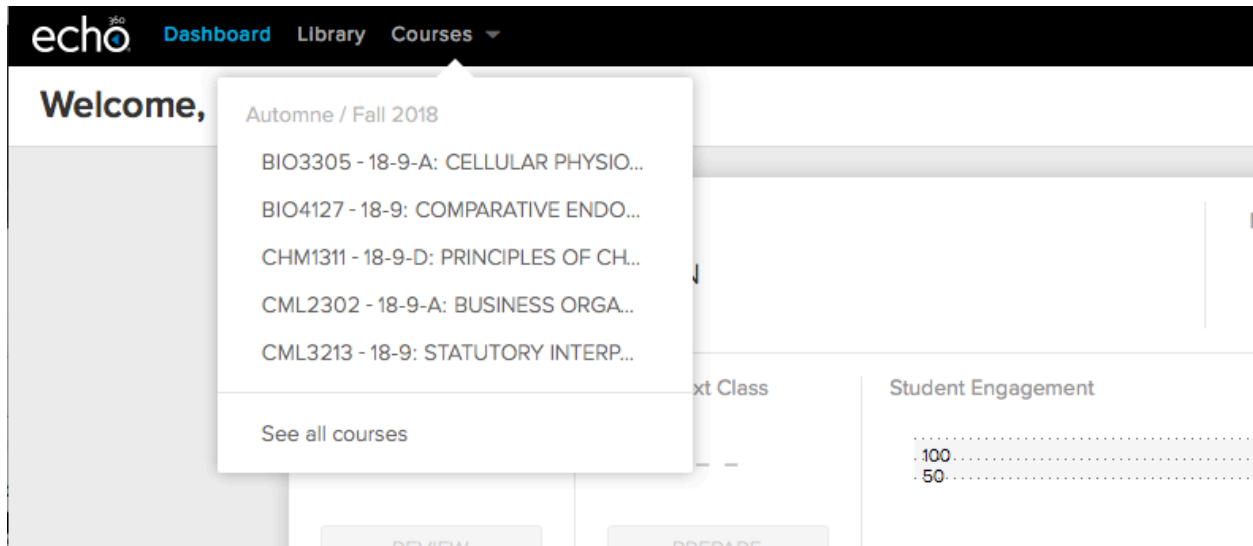 echo 360
Dashboard Library Courses
Welcome,
Automne / Fall 2018
BIO3305 - 18-9-A: CELLULAR PHYSIO...
BIO4127 - 18-9: COMPARATIVE ENDO...
CHM1311 - 18-9-D: PRINCIPLES OF CH...
CML2302 - 18-9-A: BUSINESS ORGA...
CML3213 - 18-9: STATUTORY INTERP...
See all courses
xt Class
Student Engagement
100
50
REVIEW
PREPARE